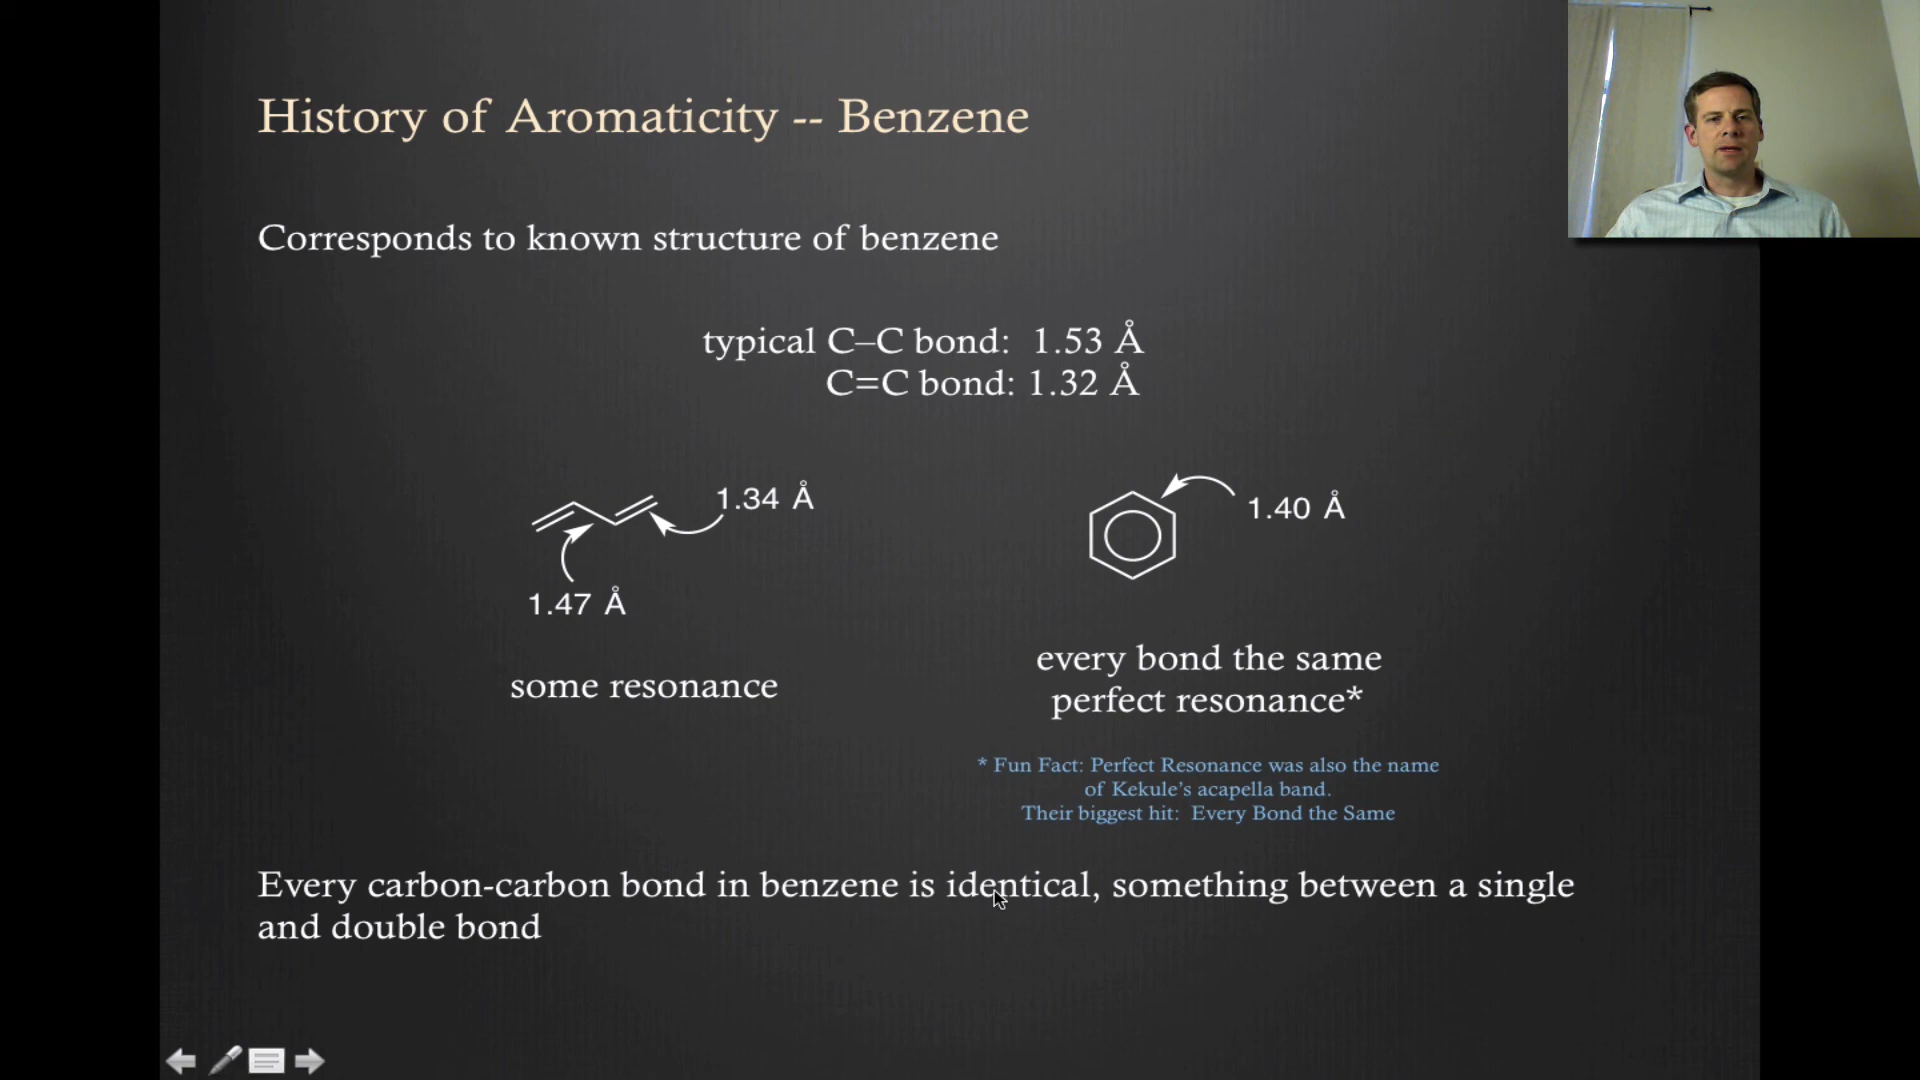 History of Aromaticity -- Benzene
Corresponds to known structure of benzene
typical C–C bond: 1.53 Å
C=C bond: 1.32 Å
1.34 Å
1.40 Å
1.47 Å
some resonance
every bond the same
perfect resonance*
* Fun Fact: Perfect Resonance was also the name
of Kekule's acapella band.
Their biggest hit: Every Bond the Same
Every carbon-carbon bond in benzene is identical, something between a single
and double bond